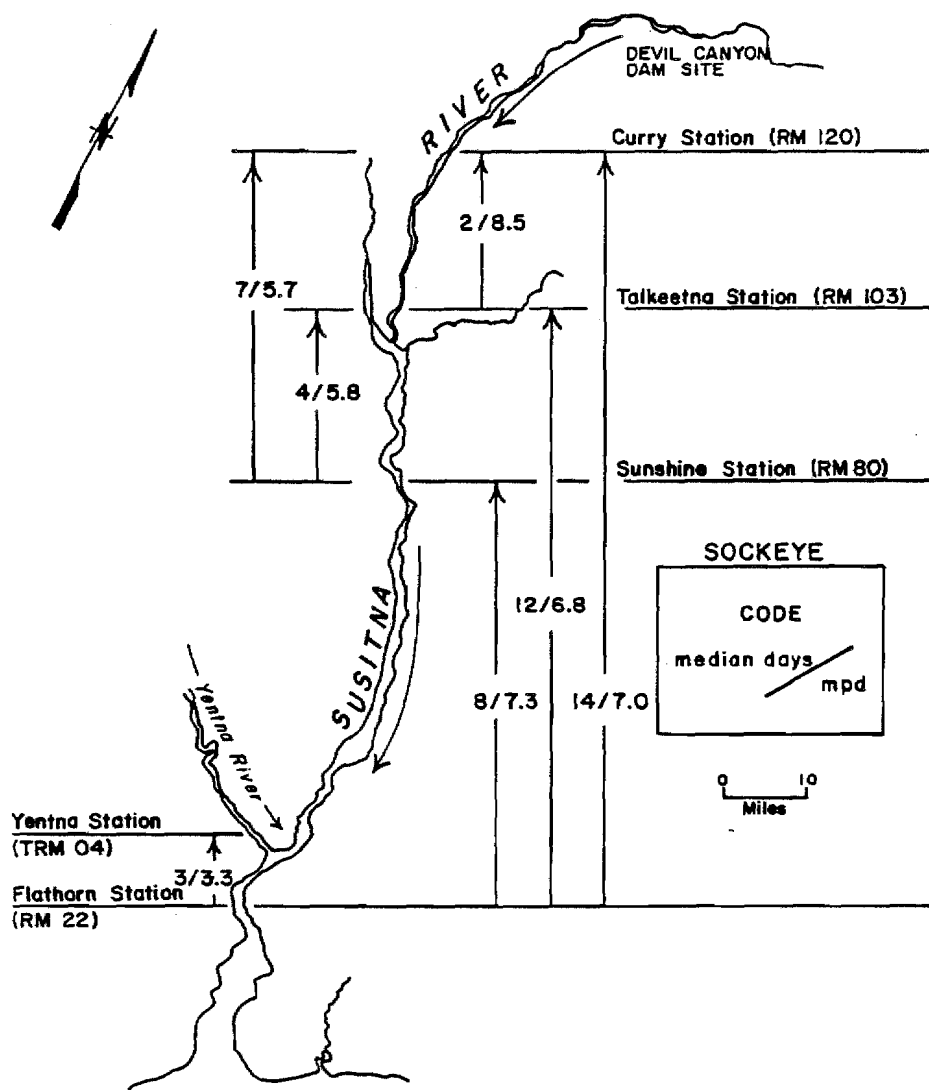 DEVIL CANYON
DAM SITE
RIVER
Curry Station (RM 120)
2/8.5
7/5.7
Talkeetna Station (RM 103)
4/5.8
Sunshine Station (RM 80)
SOCKEYE
CODE
median days
mpd
12/6.8
SUSITNA
8/7.3
14/7.0
Yentna River
0 10
Miles
Yentna Station
(TRM 04)
3/3.3
Flathorn Station
(RM 22)